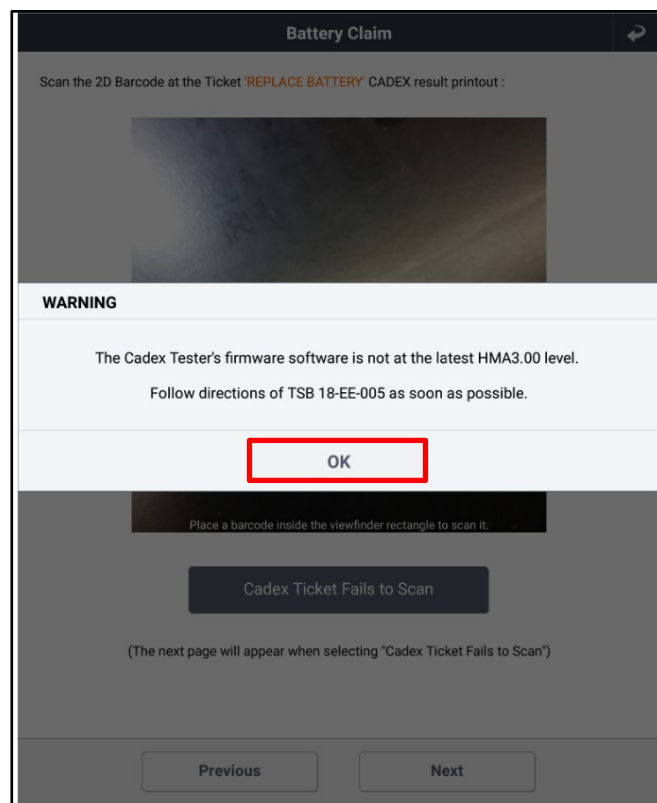 Battery Claim
Scan the 2D Barcode at the Ticket 'REPLACE BATTERY' CADEX result printout :
WARNING
The Cadex Tester's firmware software is not at the latest HMA3.00 level.
Follow directions of TSB 18-EE-005 as soon as possible.
OK
Place a barcode inside the viewfinder rectangle to scan it.
Cadex Ticket Fails to Scan
(The next page will appear when selecting "Cadex Ticket Fails to Scan")
Previous Next